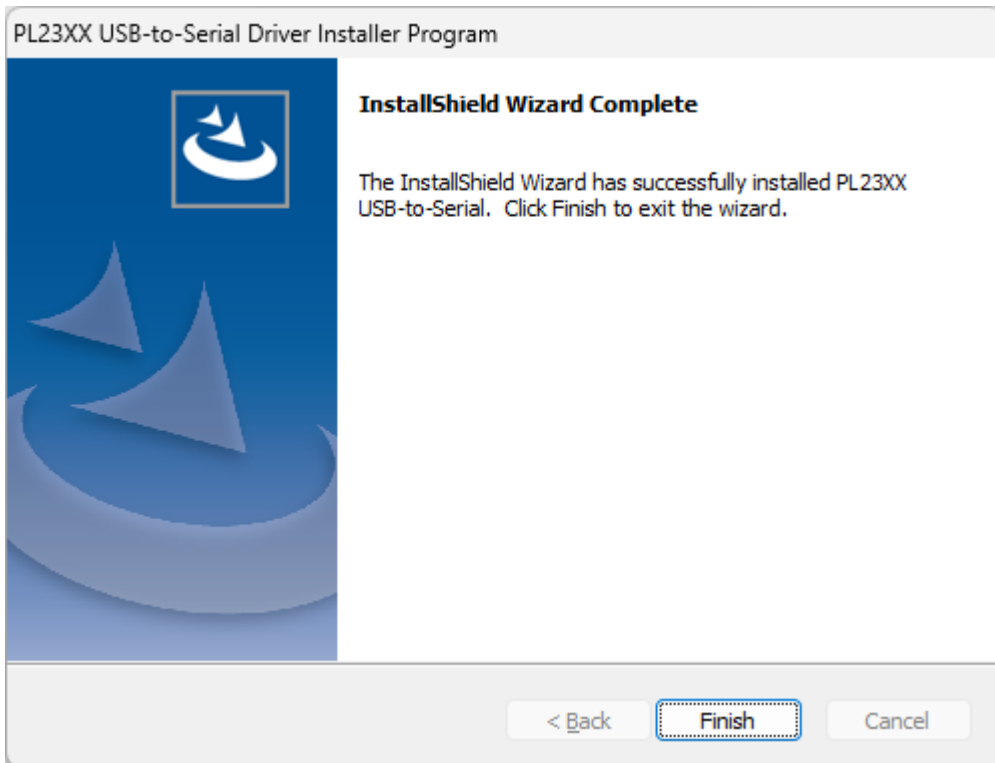 PL23XX USB-to-Serial Driver Installer Program
InstallShield Wizard Complete
The InstallShield Wizard has successfully installed PL23XX
USB-to-Serial.  Click Finish to exit the wizard.
< Back
Finish
Cancel